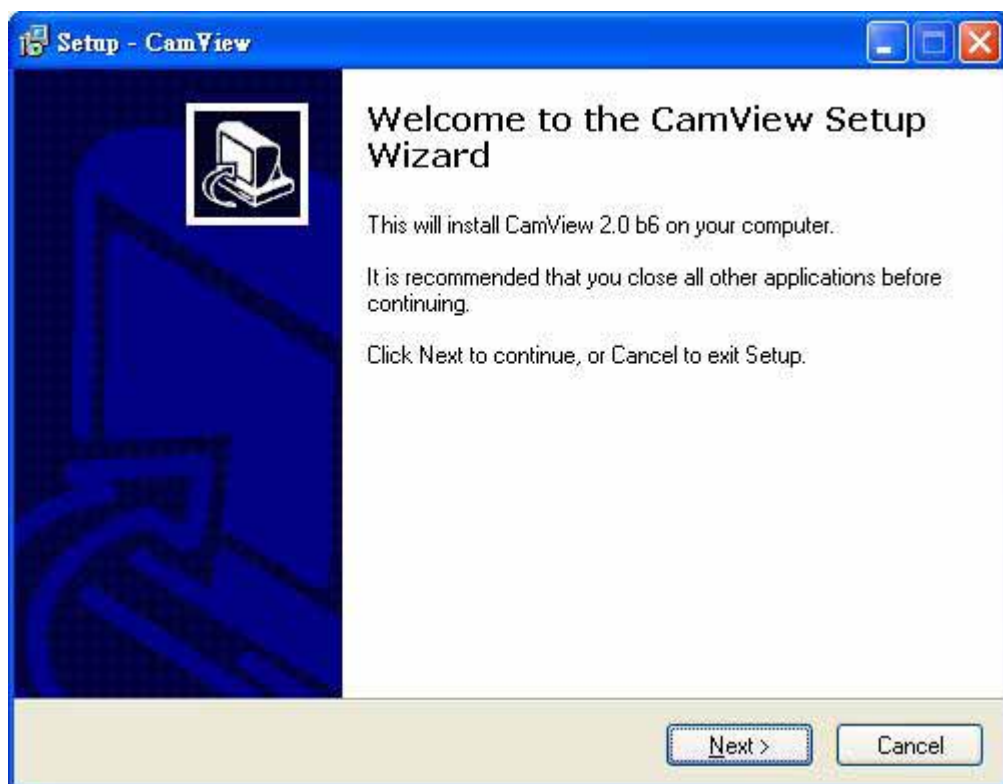 Setup - CamView
Welcome to the CamView Setup
Wizard
This will install CamView 2.0 b6 on your computer.
It is recommended that you close all other applications before
continuing.
Click Next to continue, or Cancel to exit Setup.
Next >
Cancel